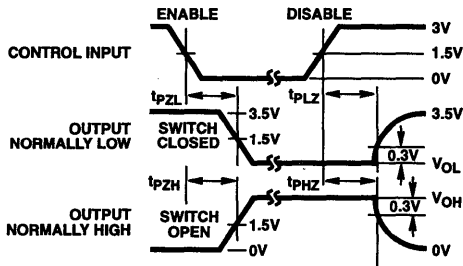 ENABLE DISABLE
3V
CONTROL INPUT 1.5V
0V
tPZL tPLZ
3.5V 3.5V
OUTPUT SWITCH
NORMALLY LOW CLOSED 1.5V
0.3V
VOL
tPZH tPHZ
VOH
0.3V
OUTPUT SWITCH
NORMALLY HIGH OPEN 1.5V
0V 0V